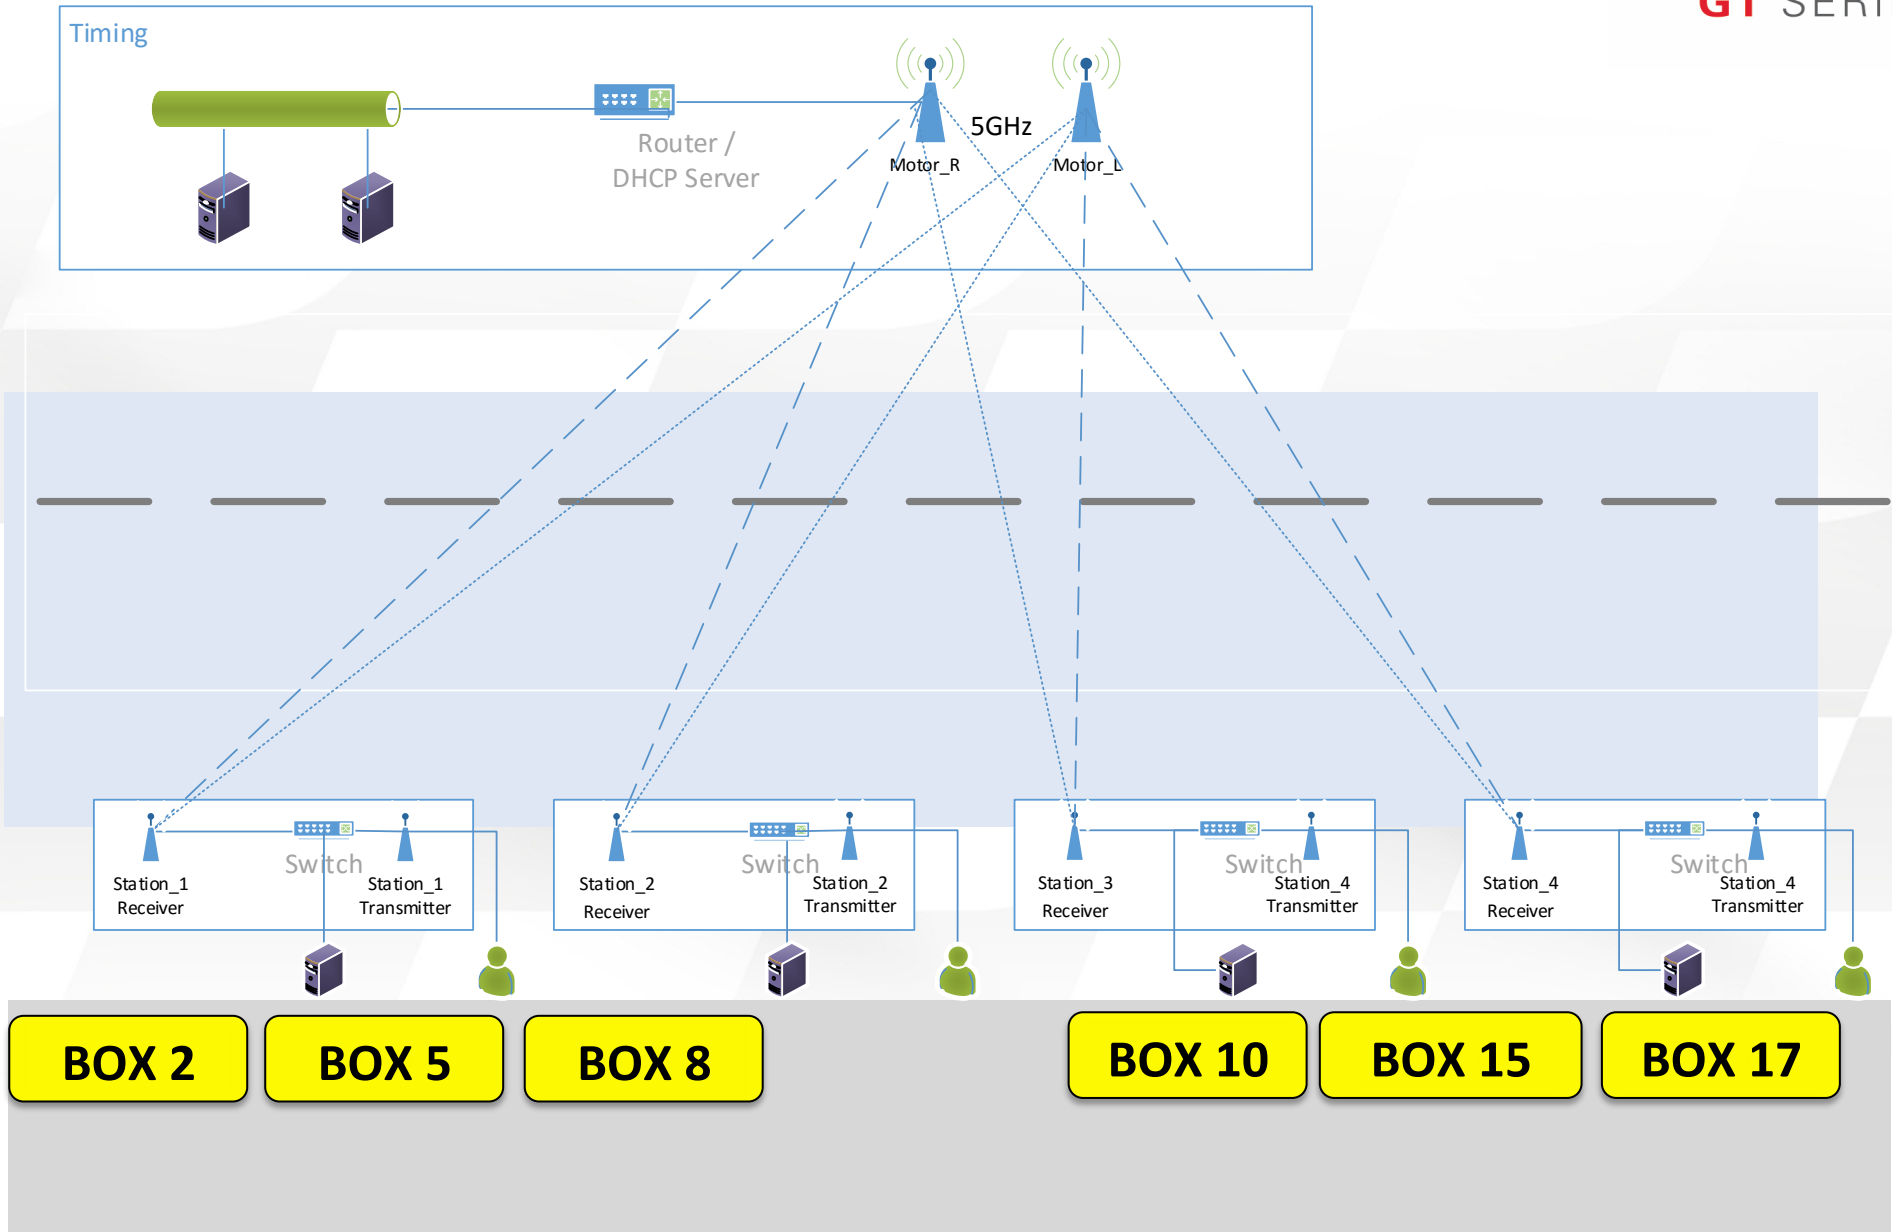 GT SERI
Timing
Router /
DHCP Server
5GHz
Motor_R
Motor_L
Switch
Station_1
Receiver
Station_1
Transmitter
Switch
Station_2
Receiver
Station_2
Transmitter
Switch
Station_3
Receiver
Station_4
Transmitter
Switch
Station_4
Receiver
Station_4
Transmitter
BOX 2
BOX 5
BOX 8
BOX 10
BOX 15
BOX 17